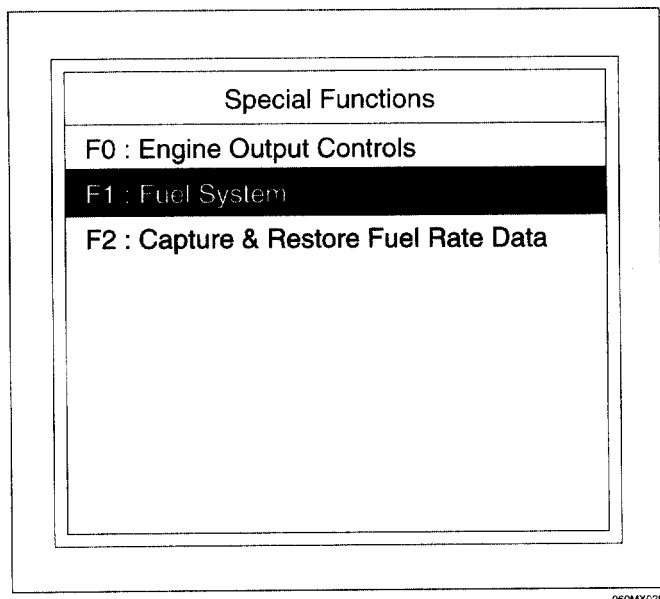 Special Functions
F0 : Engine Output Controls
F1 : Fuel System
F2 : Capture & Restore Fuel Rate Data